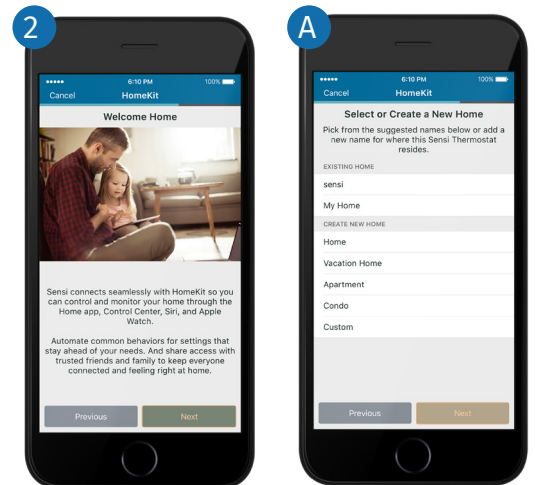 2
6:10 PM
100%
Cancel
HomeKit
Welcome Home
Sensi connects seamlessly with HomeKit so you
can control and monitor your home through the
Home app, Control Center, Siri, and Apple
Watch.
Automate common behaviors for settings that
stay ahead of your needs. And share access with
trusted friends and family to keep everyone
connected and feeling right at home.
Previous
Next
A
6:10 PM
100%
Cancel
HomeKit
Select or Create a New Home
Pick from the suggested names below or add a
new name for where this Sensi Thermostat
resides.
EXISTING HOME
sensi
My Home
CREATE NEW HOME
Home
Vacation Home
Apartment
Condo
Custom
Previous
Next